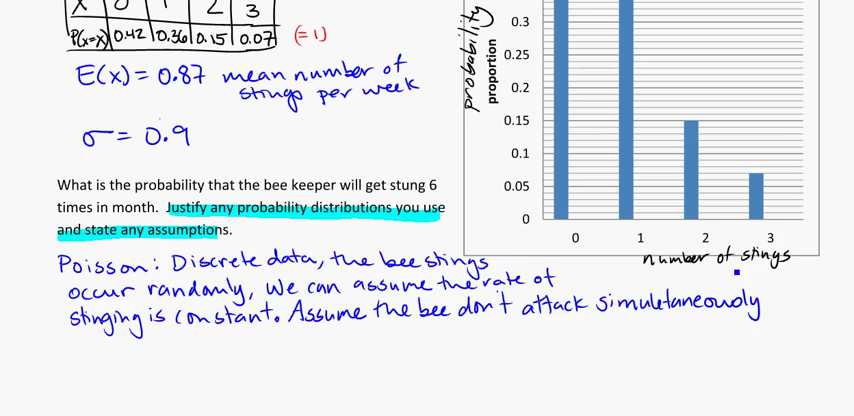 X 0 1 2 3
P(x=x) 0.42 0.36 0.15 0.07 (=1)
E(x) = 0.87 mean number of
stings per week
σ = 0.9
What is the probability that the bee keeper will get stung 6
times in month. Justify any probability distributions you use
and state any assumptions.
Poisson: Discrete data, the bee stings
occur randomly, we can assume the rate of
stinging is constant. Assume the bee don't attack simultaneously
probability
proportion
0.3
0.25
0.2
0.15
0.1
0.05
0
0 1 2 3
number of stings